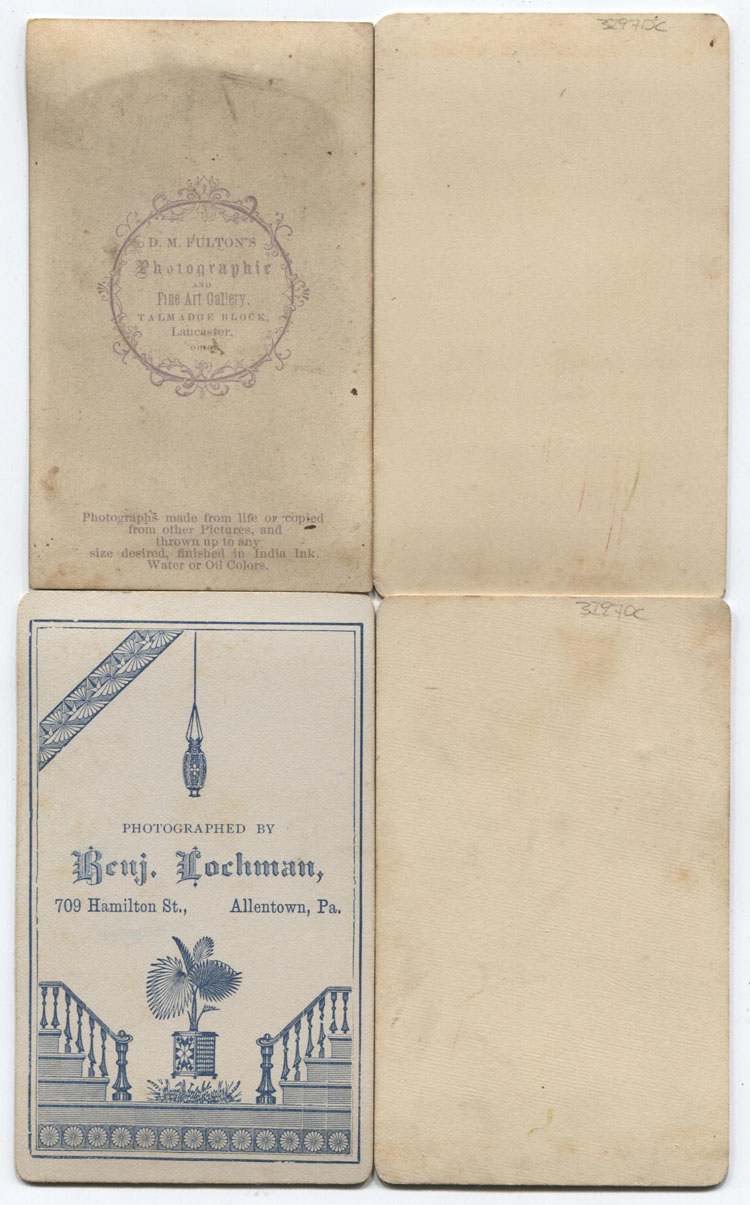 D. M. FULTON'S
Photographic
AND
Fine Art Gallery.
TALMADGE BLOCK,
Lancaster,
OHIO.
Photographs made from life or copied
from other Pictures, and
thrown up to any
size desired, finished in India Ink.
Water or Oil Colors.
32970C
PHOTOGRAPHED BY
Benj. Lochman,
709 Hamilton St., Allentown, Pa.
32970C